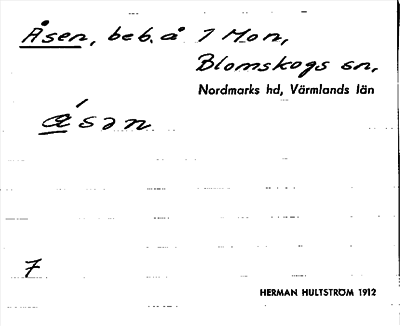 Åsen, beb. å 1 Mon,
Blomskogs sn,
Nordmarks hd, Värmlands län
ǻsən
7
HERMAN HULTSTRÖM 1912